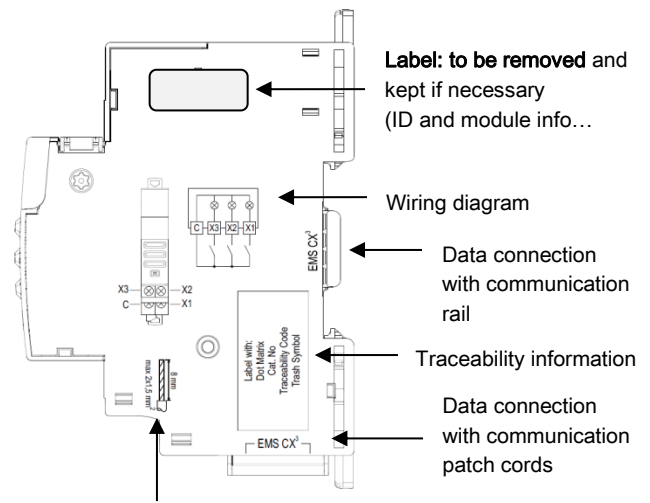 Label: to be removed and
kept if necessary
(ID and module info…
Wiring diagram
C X3 X2 X1
EMS CX³
Data connection
with communication
rail
X3 X2
C X1
Label with:
Dot Matrix
Cat. No
Traceability Code
Trash Symbol
Traceability information
max 2x1,5 mm²
8 mm
EMS CX³
Data connection
with communication
patch cords